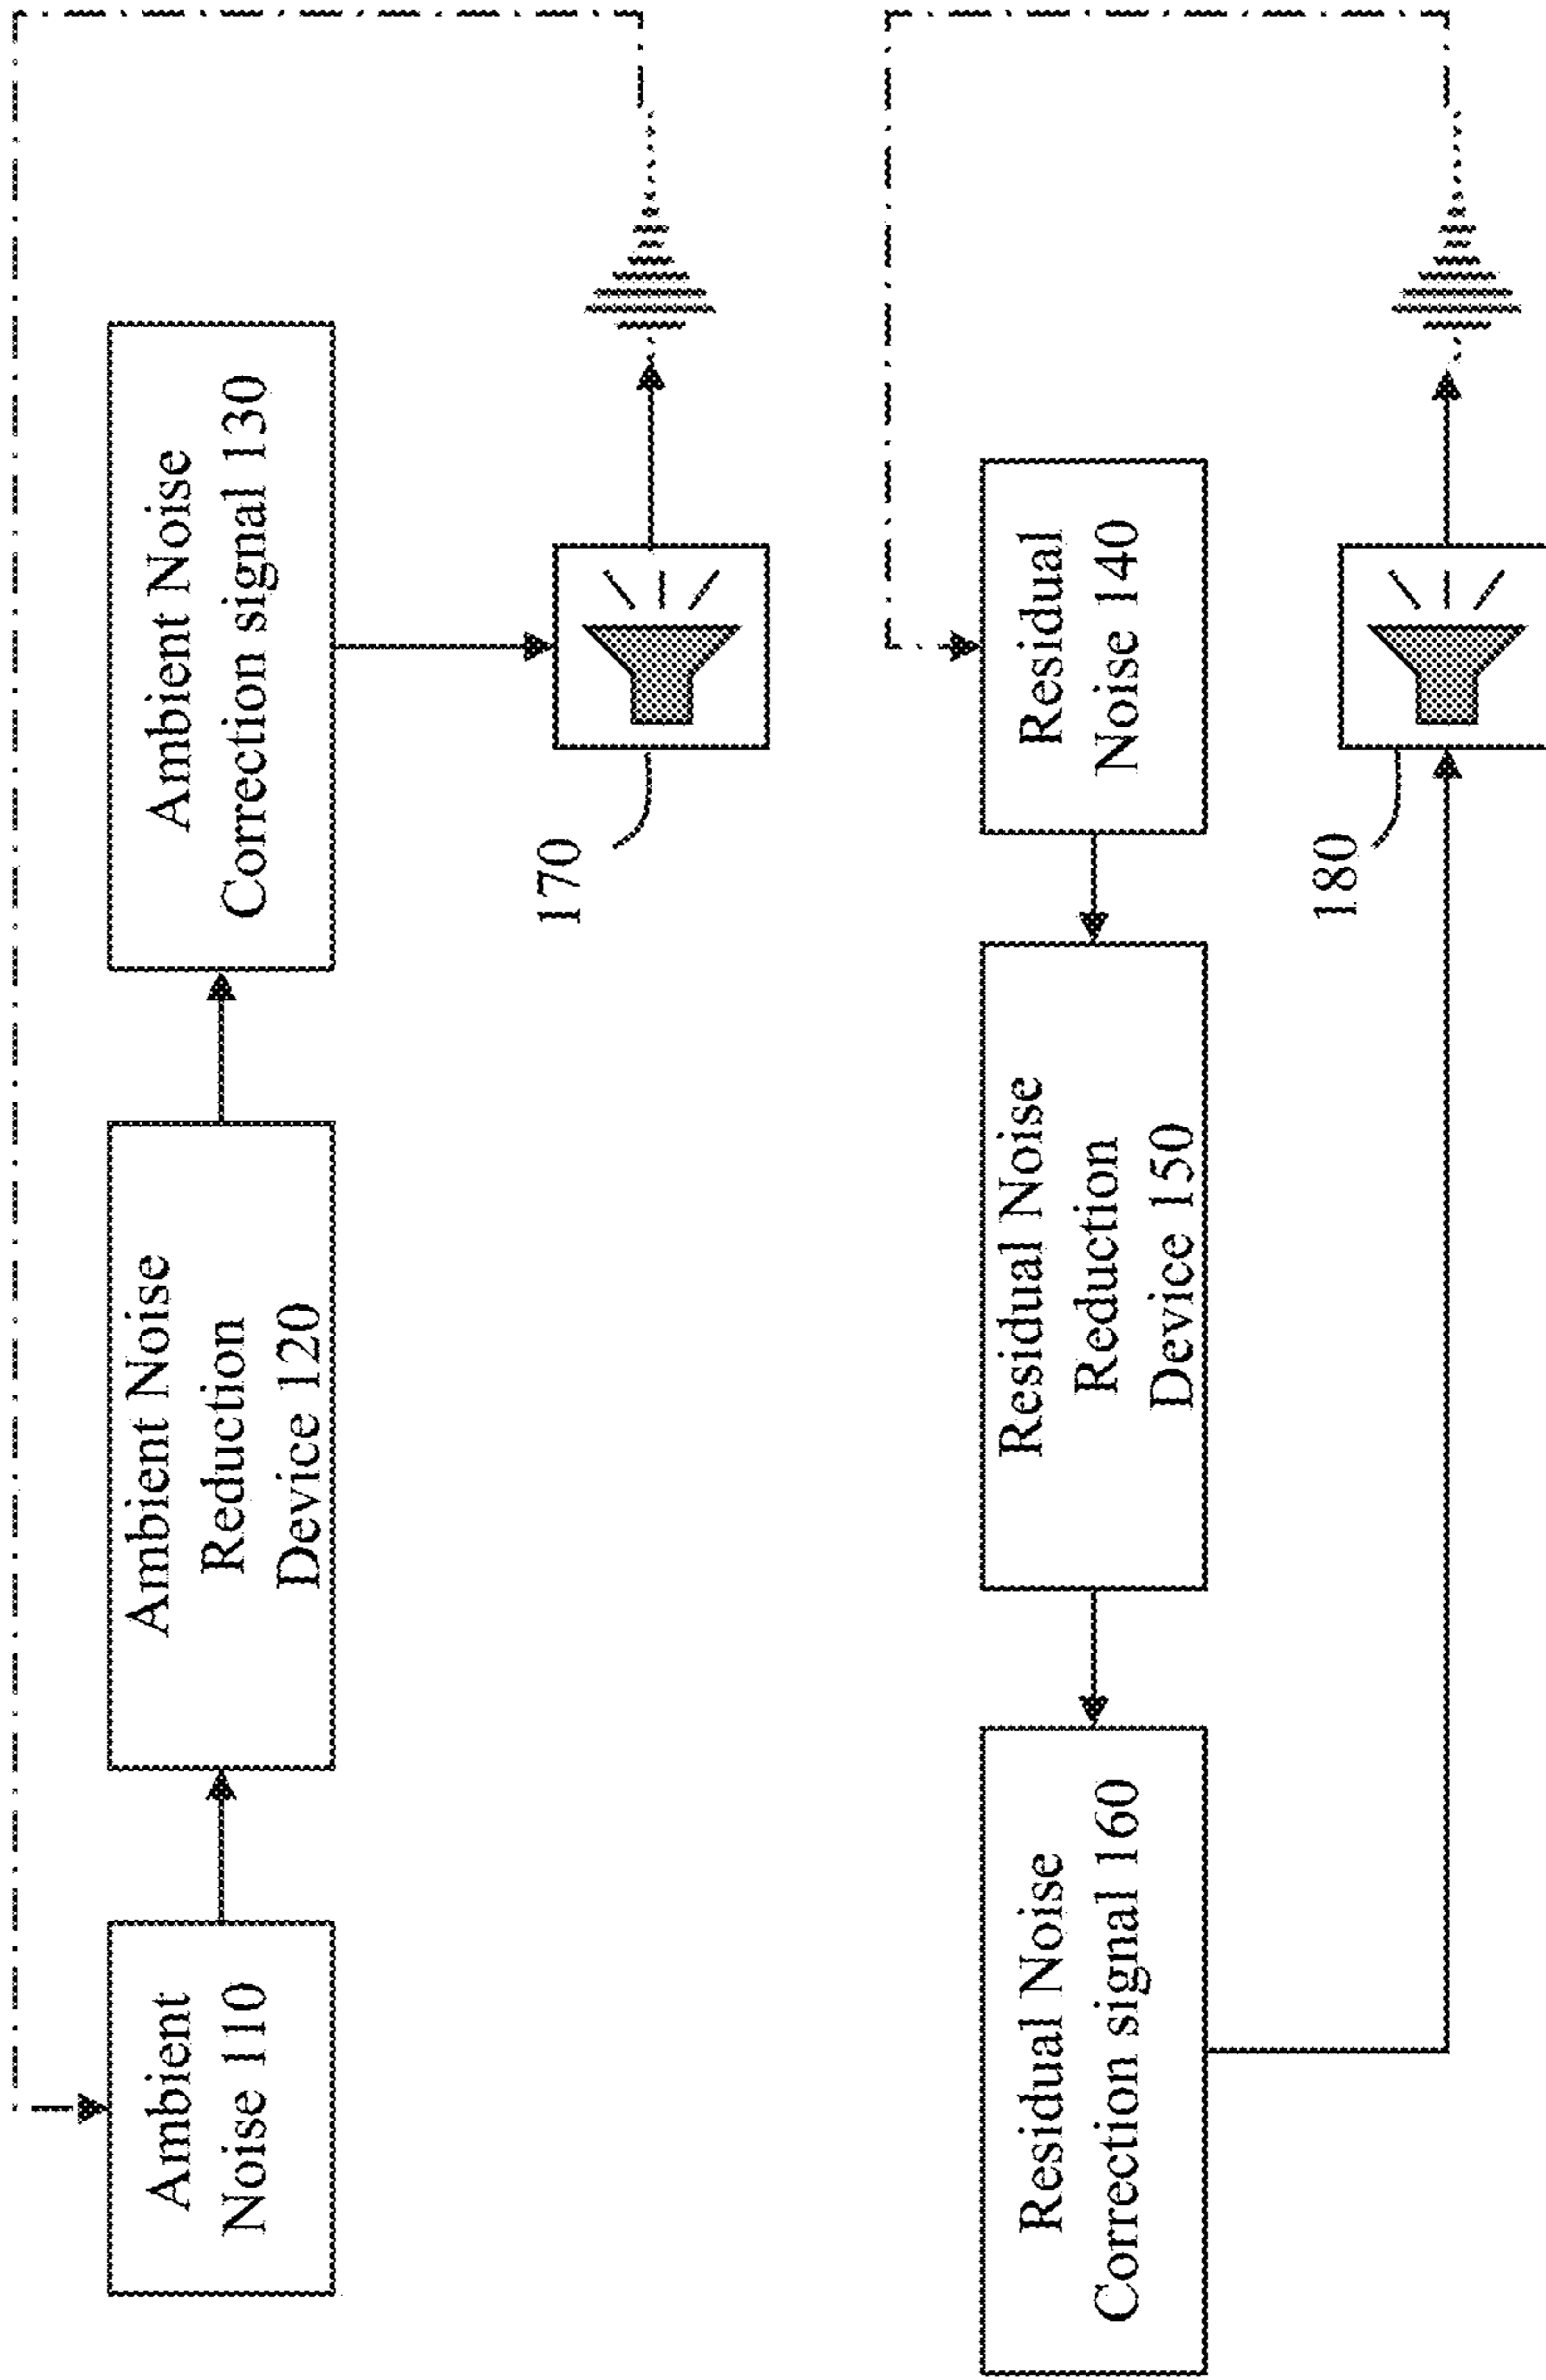 Ambient
Noise 110
Ambient Noise
Reduction
Device 120
Ambient Noise
Correction signal 130
170
Residual Noise
Correction signal 160
Residual Noise
Reduction
Device 150
Residual
Noise 140
180